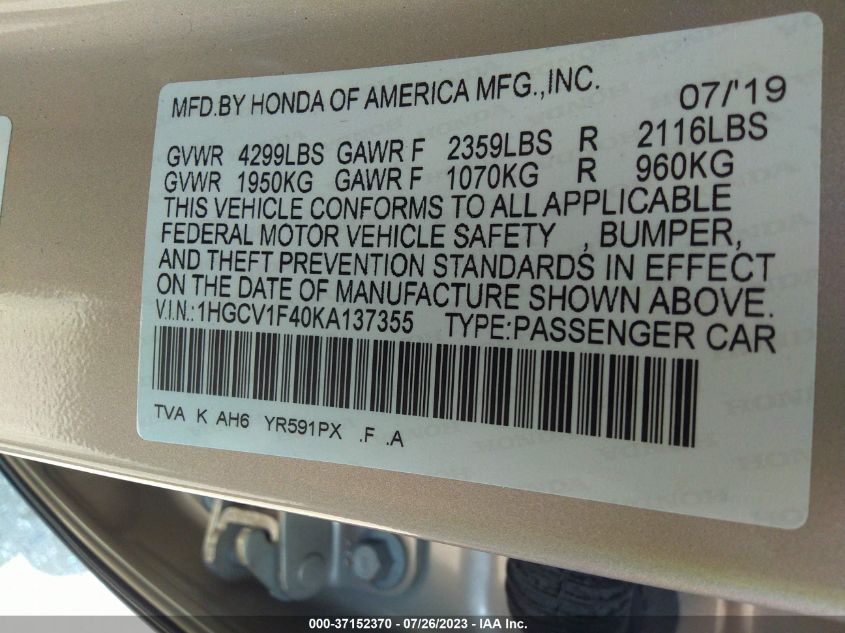 MFD.BY HONDA OF AMERICA MFG.,INC. 07/'19
GVWR 4299LBS GAWR F 2359LBS R 2116LBS
GVWR 1950KG GAWR F 1070KG R 960KG
THIS VEHICLE CONFORMS TO ALL APPLICABLE
FEDERAL MOTOR VEHICLE SAFETY , BUMPER,
AND THEFT PREVENTION STANDARDS IN EFFECT
ON THE DATE OF MANUFACTURE SHOWN ABOVE.
V.I.N.:1HGCV1F40KA137355 TYPE:PASSENGER CAR
TVA K AH6 YR591PX .F .A
000-37152370 / 07/26/2023 - IAA Inc.